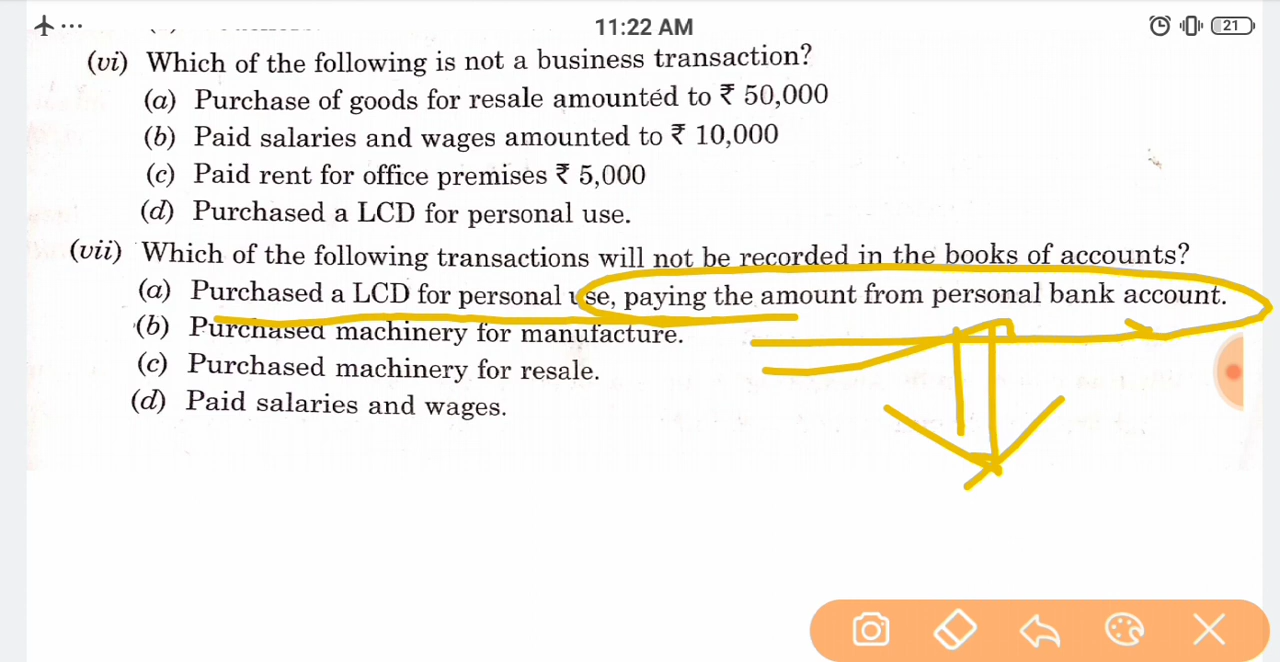 11:22 AM
21
(vi) Which of the following is not a business transaction?
(a) Purchase of goods for resale amounted to ₹ 50,000
(b) Paid salaries and wages amounted to ₹ 10,000
(c) Paid rent for office premises ₹ 5,000
(d) Purchased a LCD for personal use.
(vii) Which of the following transactions will not be recorded in the books of accounts?
(a) Purchased a LCD for personal use, paying the amount from personal bank account.
(b) Purchased machinery for manufacture.
(c) Purchased machinery for resale.
(d) Paid salaries and wages.